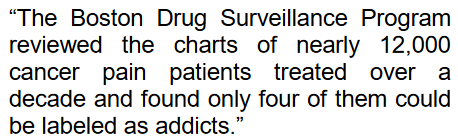 “The Boston Drug Surveillance Program
reviewed the charts of nearly 12,000
cancer pain patients treated over a
decade and found only four of them could
be labeled as addicts.”